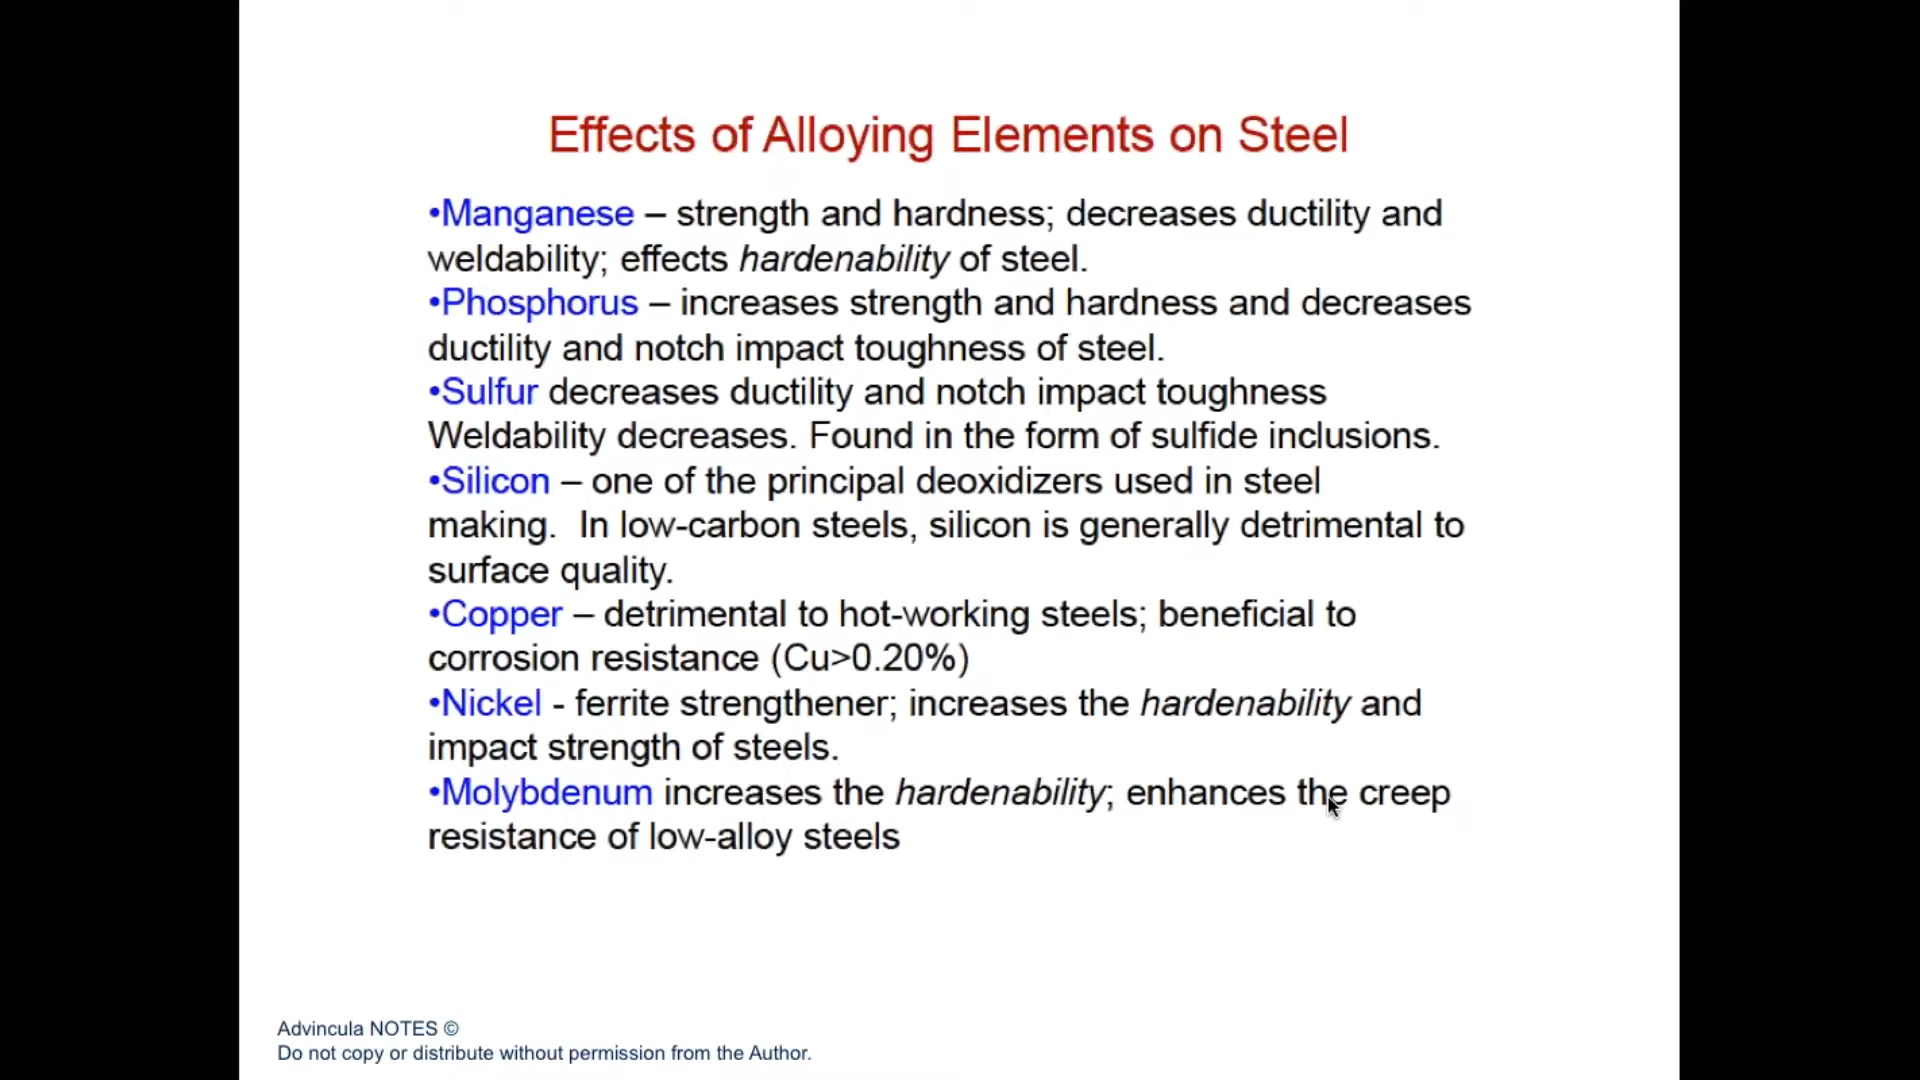 Effects of Alloying Elements on Steel
•Manganese – strength and hardness; decreases ductility and
weldability; effects hardenability of steel.
•Phosphorus – increases strength and hardness and decreases
ductility and notch impact toughness of steel.
•Sulfur decreases ductility and notch impact toughness
Weldability decreases. Found in the form of sulfide inclusions.
•Silicon – one of the principal deoxidizers used in steel
making.  In low-carbon steels, silicon is generally detrimental to
surface quality.
•Copper – detrimental to hot-working steels; beneficial to
corrosion resistance (Cu>0.20%)
•Nickel - ferrite strengthener; increases the hardenability and
impact strength of steels.
•Molybdenum increases the hardenability; enhances the creep
resistance of low-alloy steels
Advincula NOTES ©
Do not copy or distribute without permission from the Author.